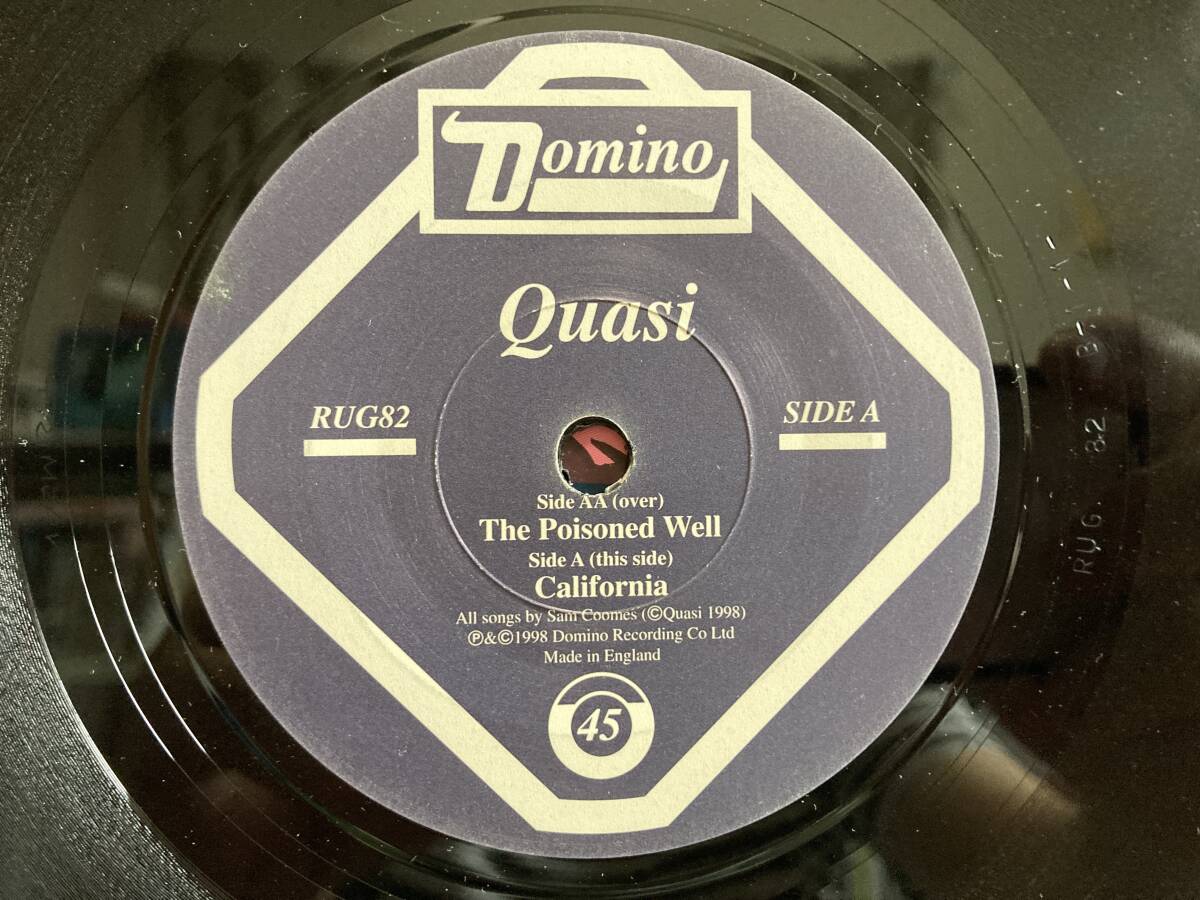 Domino
Quasi
RUG82
SIDE A
Side AA (over)
The Poisoned Well
Side A (this side)
California
All songs by Sam Coomes (©Quasi 1998)
℗&©1998 Domino Recording Co Ltd
Made in England
45
RUG 82 B